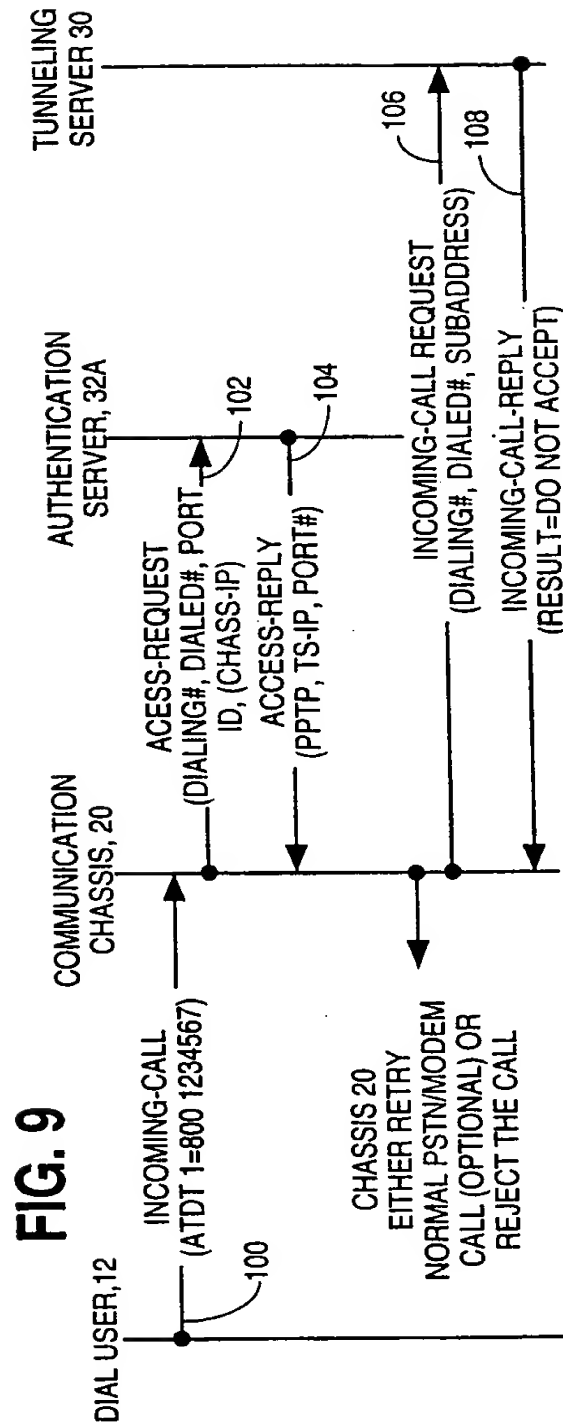 FIG. 9
DIAL USER,12
COMMUNICATION
CHASSIS, 20
AUTHENTICATION
SERVER, 32A
TUNNELING
SERVER 30
INCOMING-CALL
(ATDT 1=800 1234567)
100
ACESS-REQUEST
(DIALING#, DIALED#, PORT
ID, (CHASS-IP)
102
ACCESS-REPLY
(PPTP, TS-IP, PORT#)
104
CHASSIS 20
EITHER RETRY
NORMAL PSTN/MODEM
CALL (OPTIONAL) OR
REJECT THE CALL
INCOMING-CALL REQUEST
(DIALING#, DIALED#, SUBADDRESS)
106
INCOMING-CALL-REPLY
(RESULT=DO NOT ACCEPT)
108